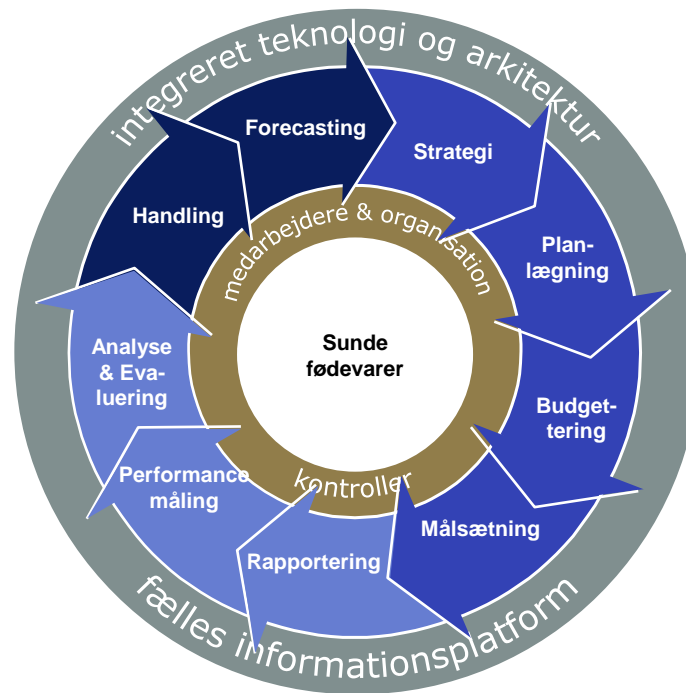 integreret teknologi og arkitektur
Forecasting
Strategi
Handling
medarbejdere & organisation
Plan-
lægning
Sunde
fødevarer
Analyse
& Eva-
luering
Budget-
tering
Performance
måling
kontroller
Målsætning
Rapportering
fælles informationsplatform